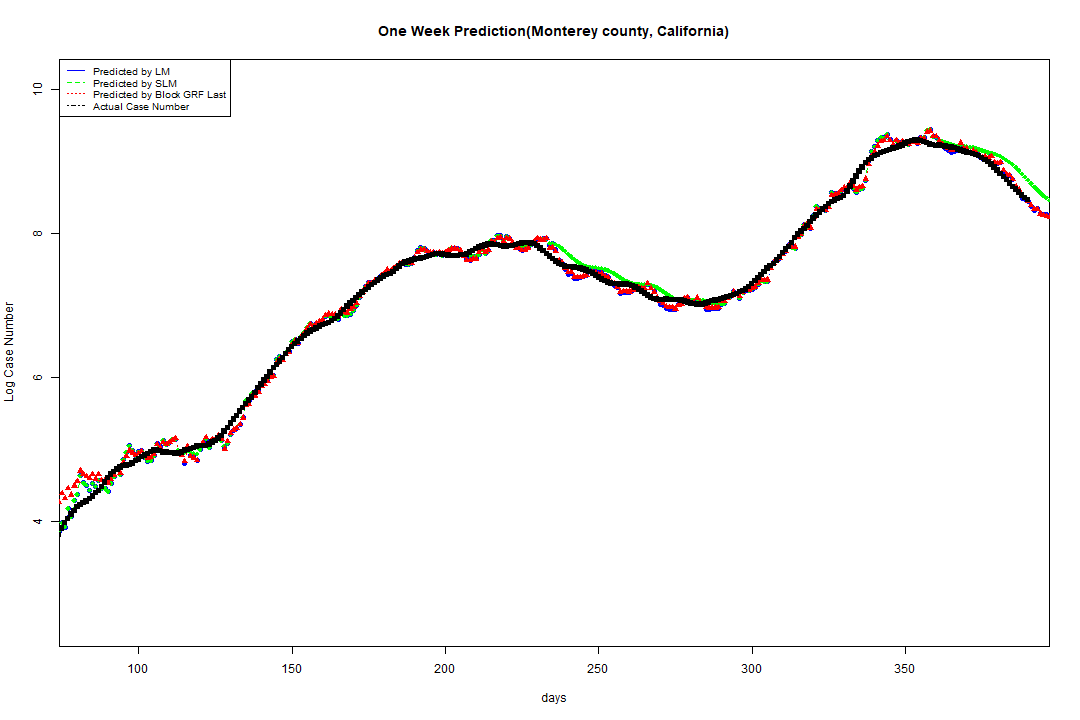 One Week Prediction(Monterey county, California)
Predicted by LM
Predicted by SLM
Predicted by Block GRF Last
Actual Case Number
10
8
6
4
Log Case Number
100 150 200 250 300 350
days